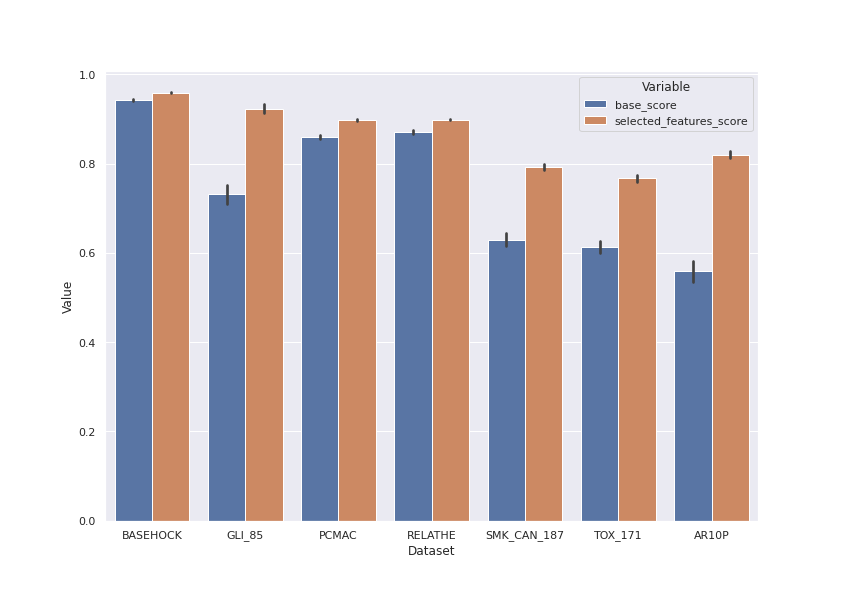 Variable
base_score
selected_features_score
1.0
0.8
0.6
0.4
0.2
0.0
Value
BASEHOCK GLI_85 PCMAC RELATHE SMK_CAN_187 TOX_171 AR10P
Dataset